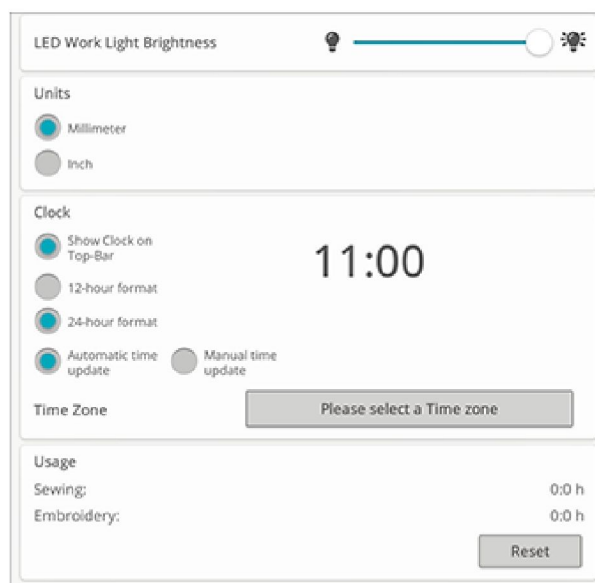 LED Work Light Brightness
Units
Millimeter
Inch
Clock
Show Clock on
Top-Bar
11:00
12-hour format
24-hour format
Automatic time
update
Manual time
update
Time Zone
Please select a Time zone
Usage
Sewing:
0:0 h
Embroidery:
0:0 h
Reset